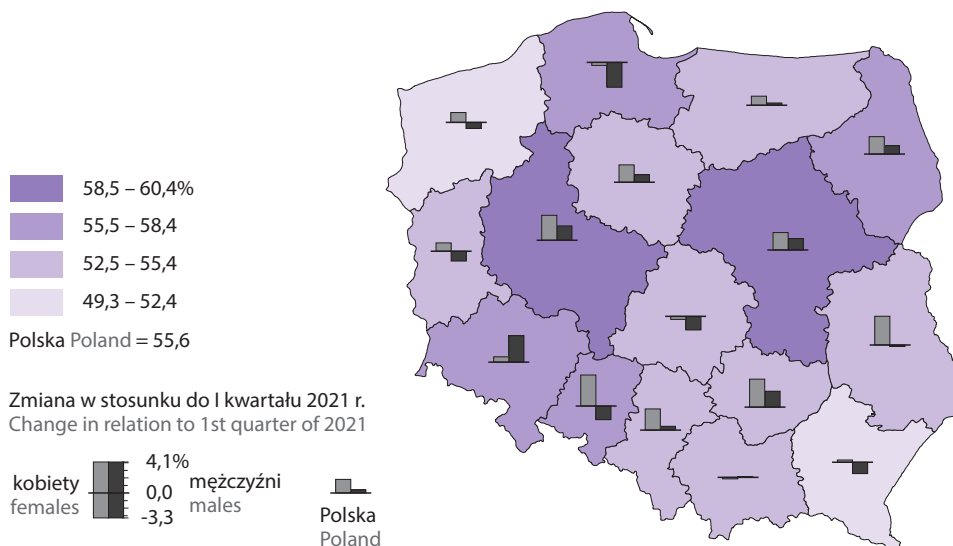 58,5 – 60,4%
55,5 – 58,4
52,5 – 55,4
49,3 – 52,4
Polska Poland = 55,6
Zmiana w stosunku do I kwartału 2021 r.
Change in relation to 1st quarter of 2021
4,1%
kobiety 0,0 mężczyźni
females males
-3,3
Polska
Poland